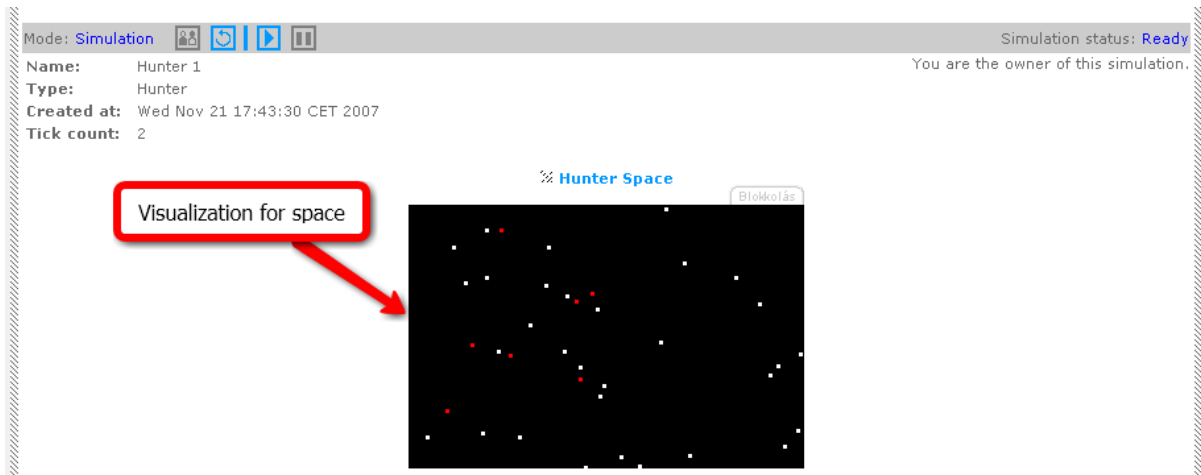 Mode: Simulation
Simulation status: Ready
Name: Hunter 1
You are the owner of this simulation.
Type: Hunter
Created at: Wed Nov 21 17:43:30 CET 2007
Tick count: 2
Hunter Space
Blokkolás
Visualization for space